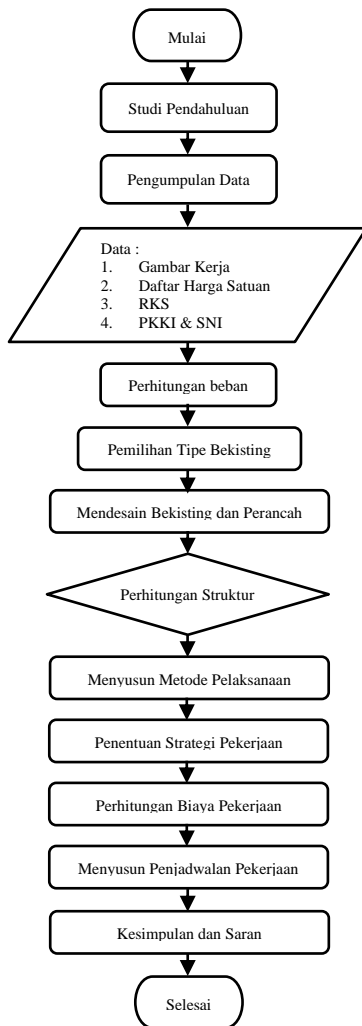 Mulai
Studi Pendahuluan
Pengumpulan Data
Data :
1. Gambar Kerja
2. Daftar Harga Satuan
3. RKS
4. PKKI & SNI
Perhitungan beban
Pemilihan Tipe Bekisting
Mendesain Bekisting dan Perancah
Perhitungan Struktur
Menyusun Metode Pelaksanaan
Penentuan Strategi Pekerjaan
Perhitungan Biaya Pekerjaan
Menyusun Penjadwalan Pekerjaan
Kesimpulan dan Saran
Selesai